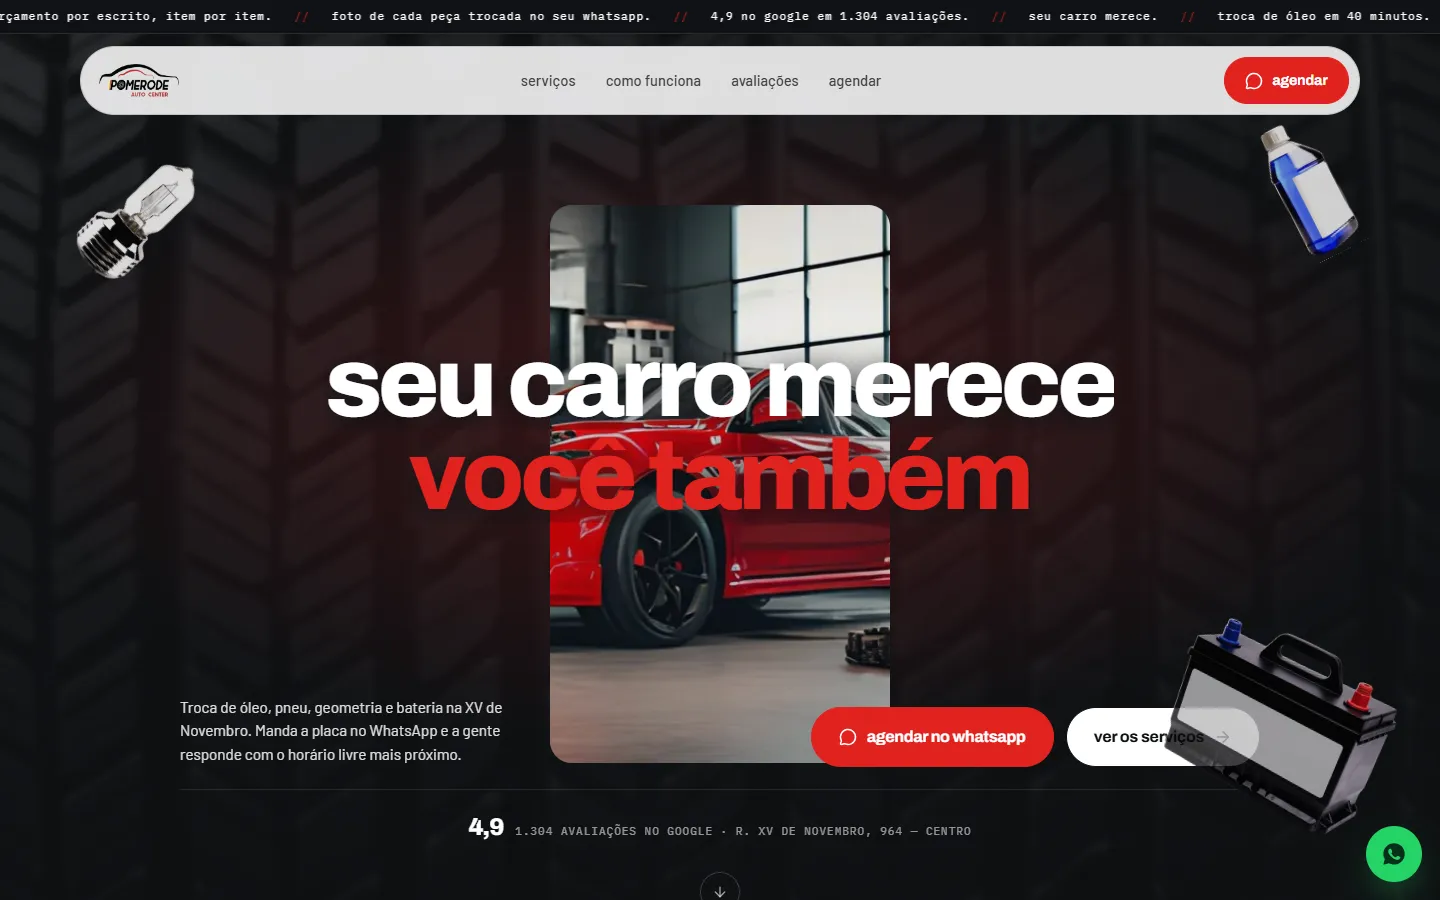 rçamento por escrito, item por item. // foto de cada peça trocada no seu whatsapp. // 4,9 no google em 1.304 avaliações. // seu carro merece. // troca de óleo em 40 minutos.
POMERODE
AUTO CENTER
serviços como funciona avaliações agendar
agendar
seu carro merece
você também
Troca de óleo, pneu, geometria e bateria na XV de
Novembro. Manda a placa no WhatsApp e a gente
responde com o horário livre mais próximo.
agendar no whatsapp
ver os serviços →
4,9 1.304 AVALIAÇÕES NO GOOGLE · R. XV DE NOVEMBRO, 964 — CENTRO